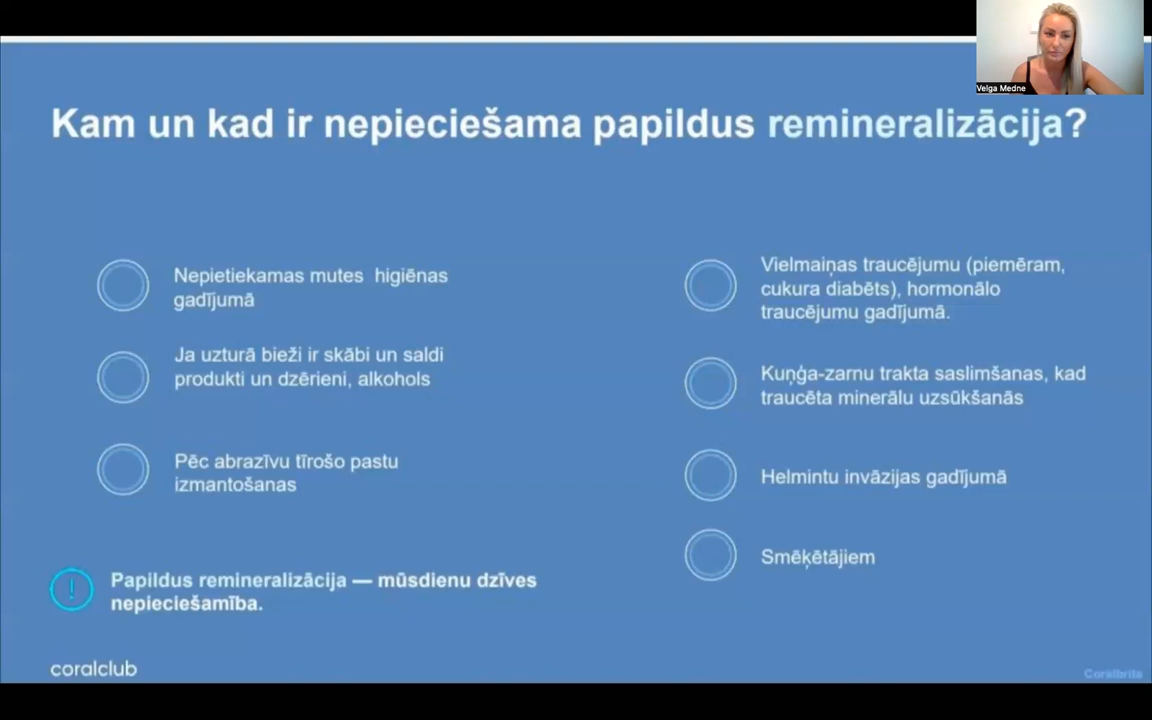 Velga Medne
Kam un kad ir nepieciešama papildus remineralizācija?
Nepietiekamas mutes higiēnas
gadījumā
Ja uzturā bieži ir skābi un saldi
produkti un dzērieni, alkohols
Pēc abrazīvu tīrošo pastu
izmantošanas
Papildus remineralizācija — mūsdienu dzīves
nepieciešamība.
Vielmaiņas traucējumu (piemēram,
cukura diabēts), hormonālo
traucējumu gadījumā.
Kuņģa-zarnu trakta saslimšanas, kad
traucēta minerālu uzsūkšanās
Helmintu invāzijas gadījumā
Smēķētājiem
coralclub
Coralbrita